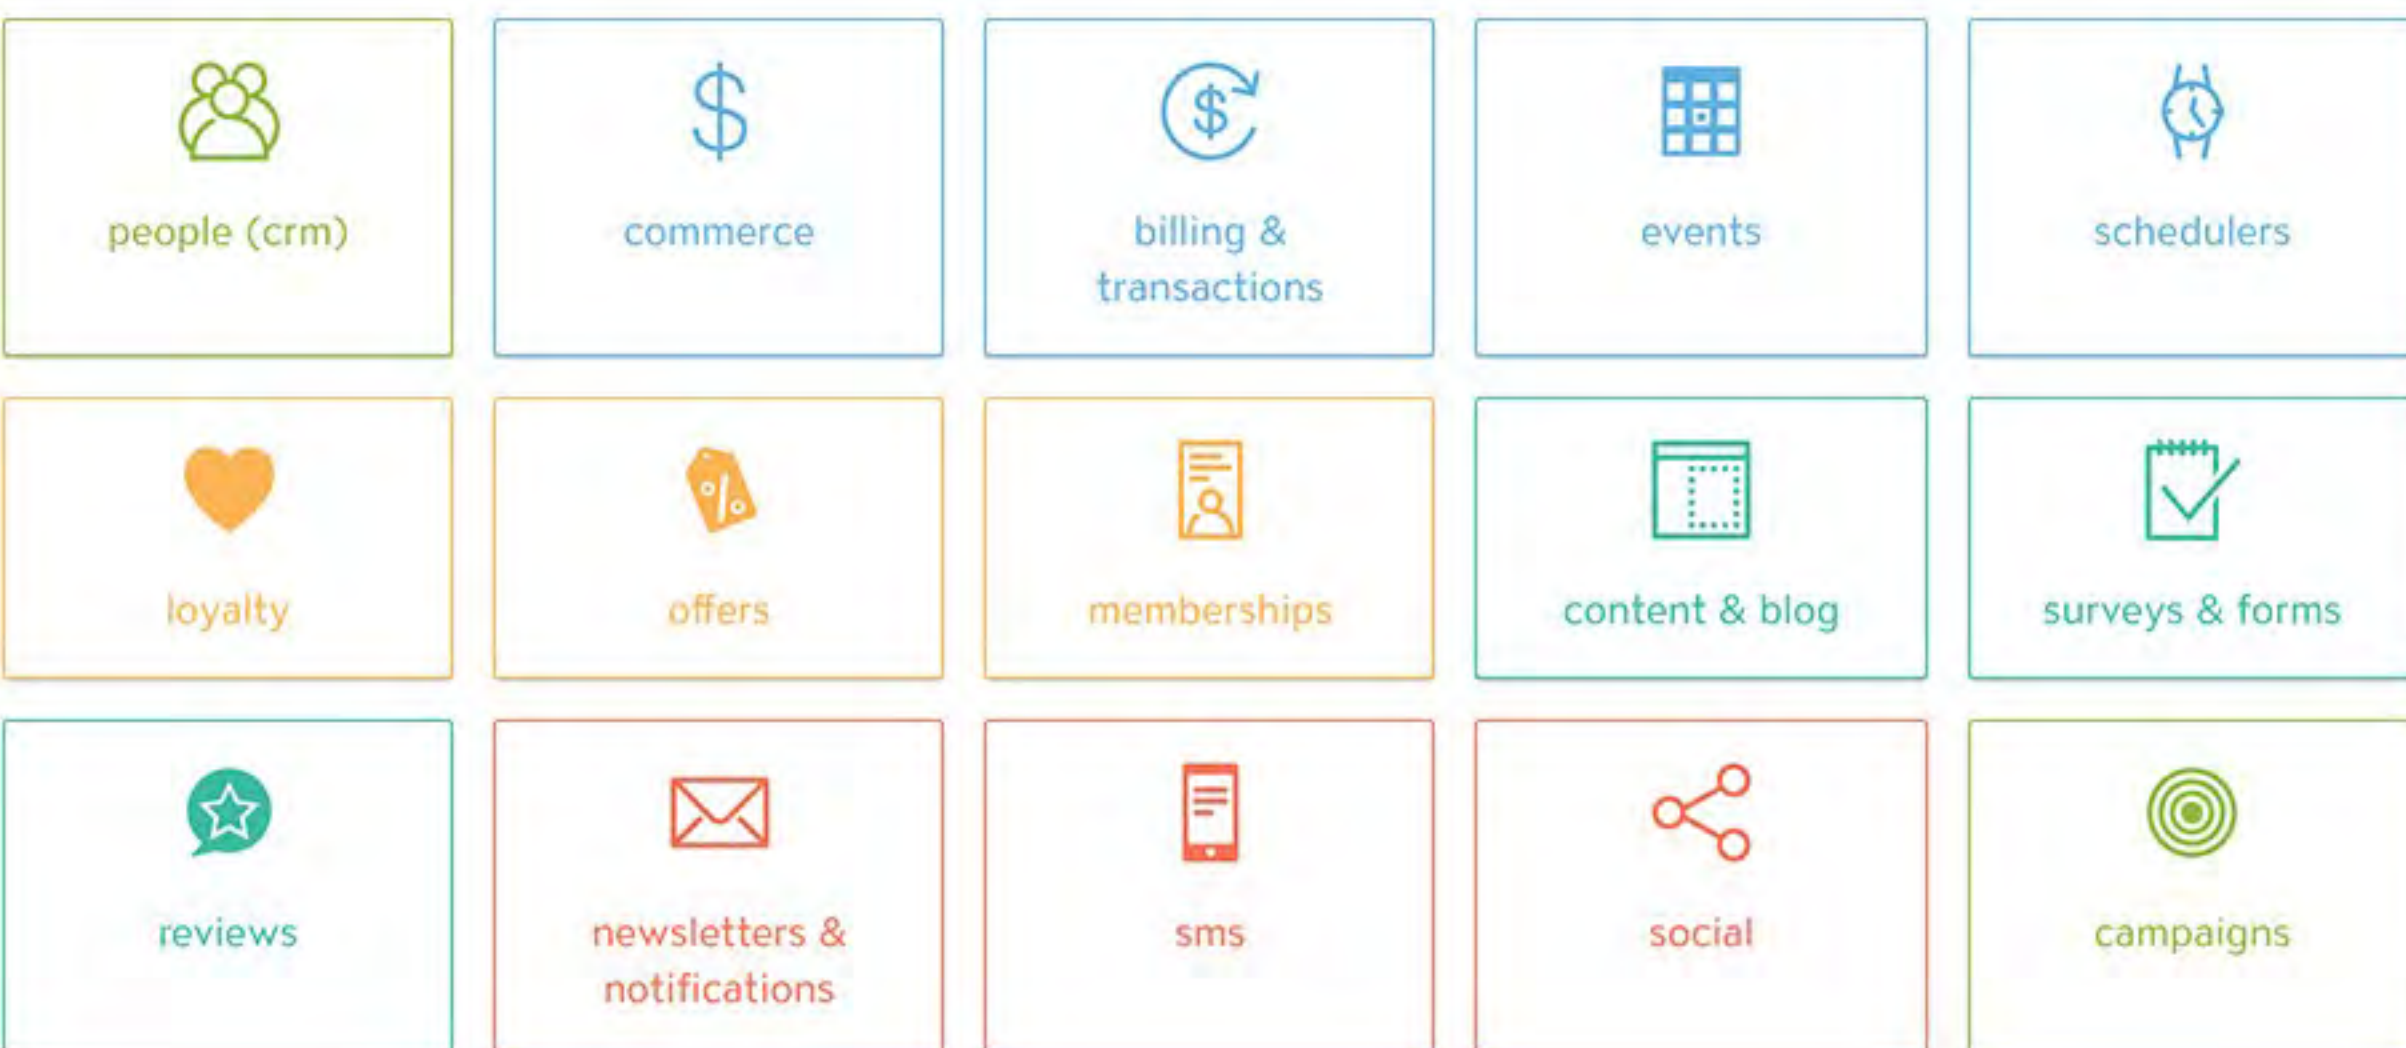 people (crm)
commerce
billing &
transactions
events
schedulers
loyalty
offers
memberships
content & blog
surveys & forms
reviews
newsletters &
notifications
sms
social
campaigns